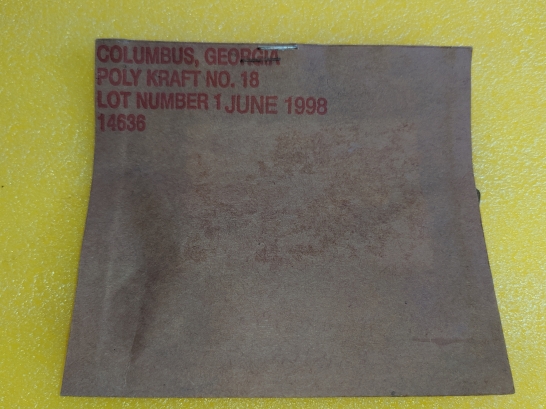 COLUMBUS, GEORGIA
POLY KRAFT NO. 18
LOT NUMBER 1 JUNE 1998
14636